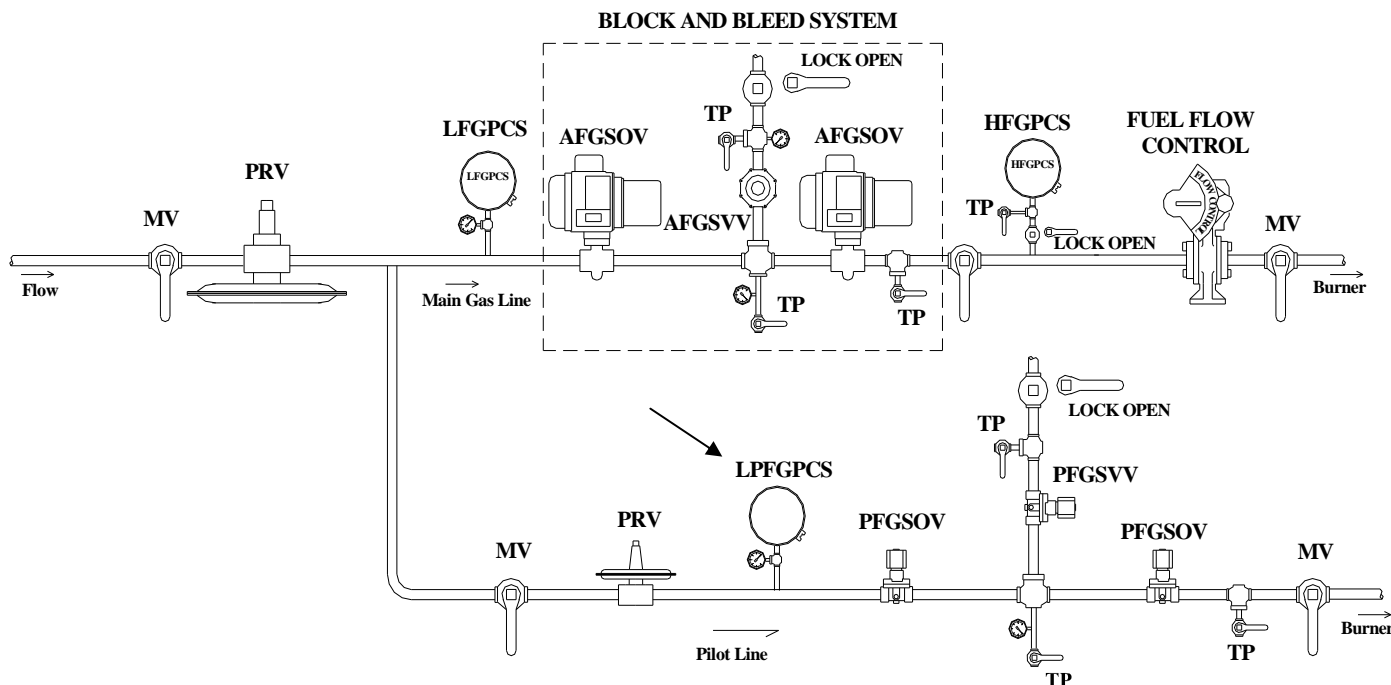 BLOCK AND BLEED SYSTEM
LOCK OPEN
TP
LFGPCS
AFGSOV
AFGSOV
HFGPCS
FUEL FLOW
CONTROL
PRV
LFGPCS
HFGPCS
FLOW CONTROL
MV
AFGSVV
TP
LOCK OPEN
MV
Flow
Main Gas Line
TP
TP
Burner
LOCK OPEN
TP
LPFGPCS
PFGSVV
PRV
PFGSOV
PFGSOV
MV
MV
Burner
Pilot Line
TP
TP